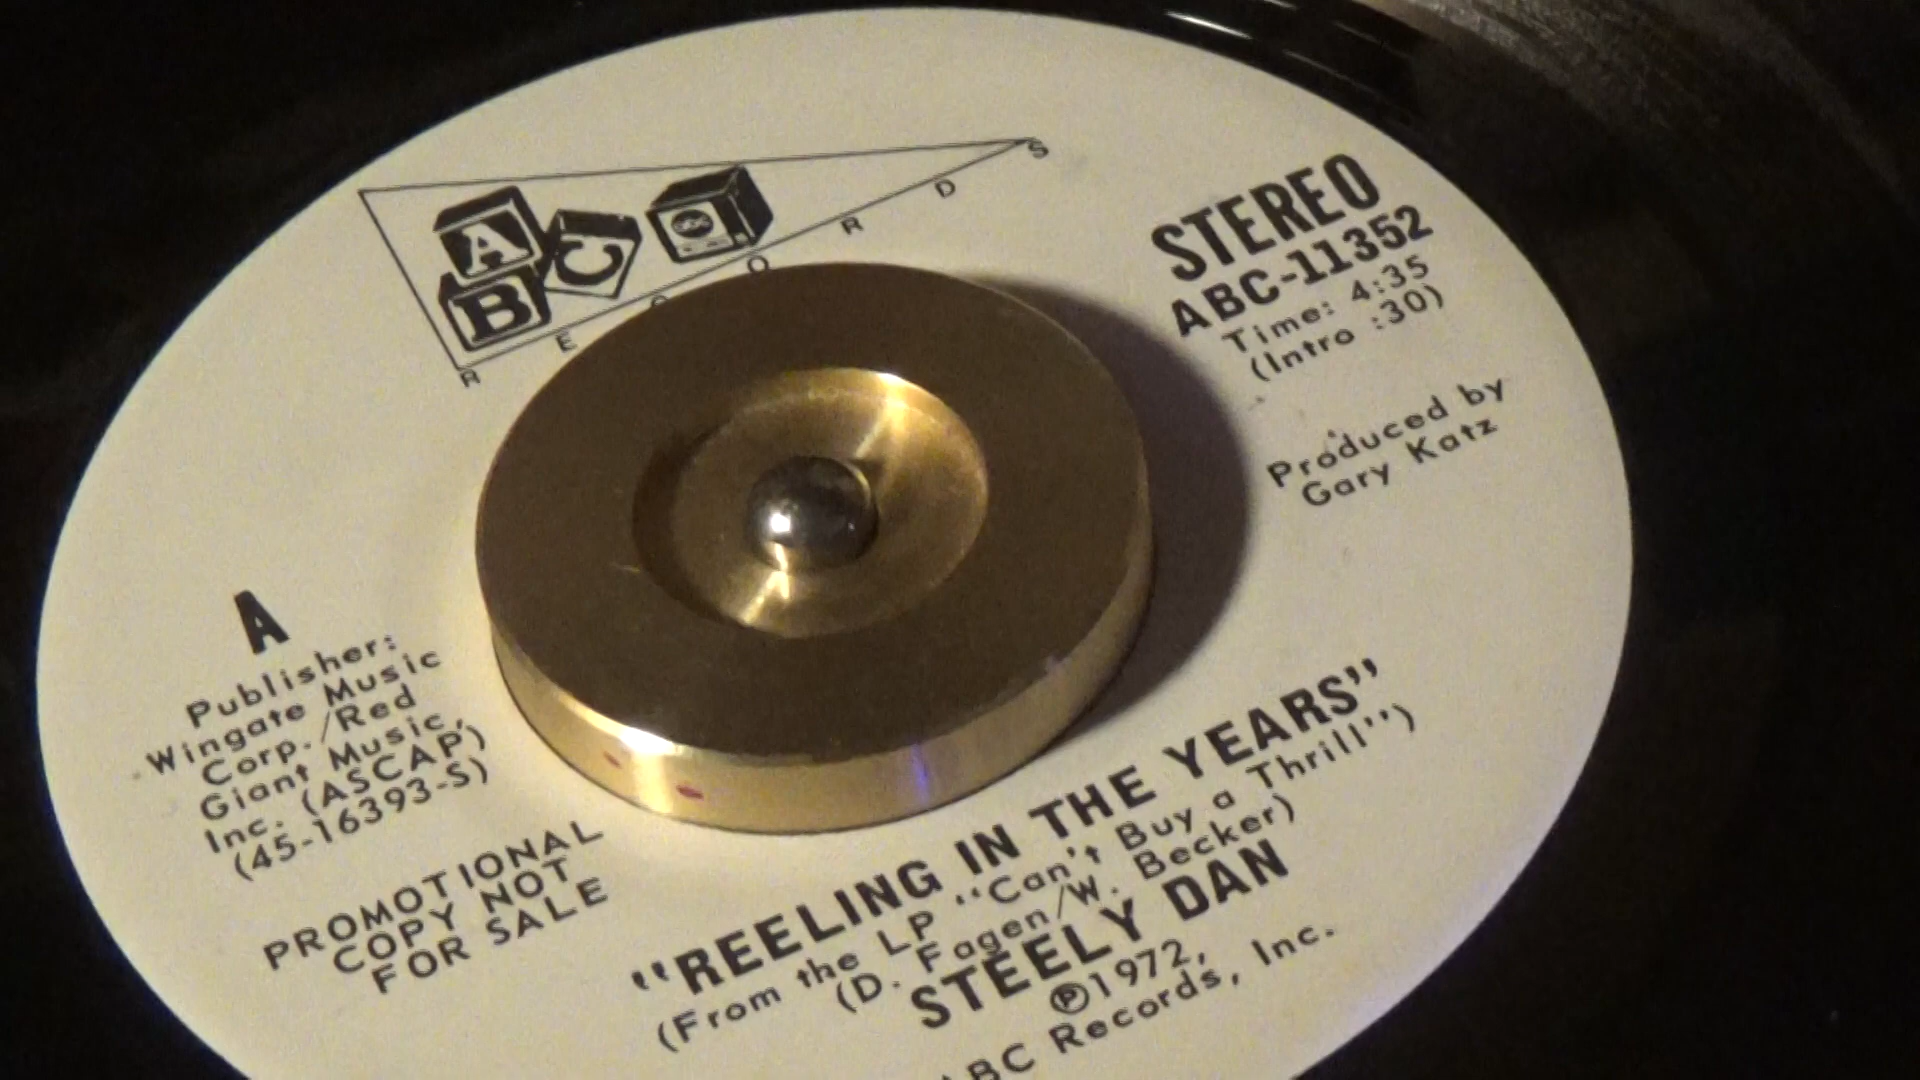 A
B C
R E C O R D S
STEREO
ABC-11352
Time: 4:35
(Intro :30)
Produced by
Gary Katz
A
Publisher:
Wingate Music
Corp./Red
Giant Music,
Inc. (ASCAP)
(45-16393-S)
PROMOTIONAL
COPY NOT
FOR SALE
"REELING IN THE YEARS"
(From the LP "Can't Buy a Thrill")
(D. Fagen/W. Becker)
STEELY DAN
℗1972,
ABC Records, Inc.